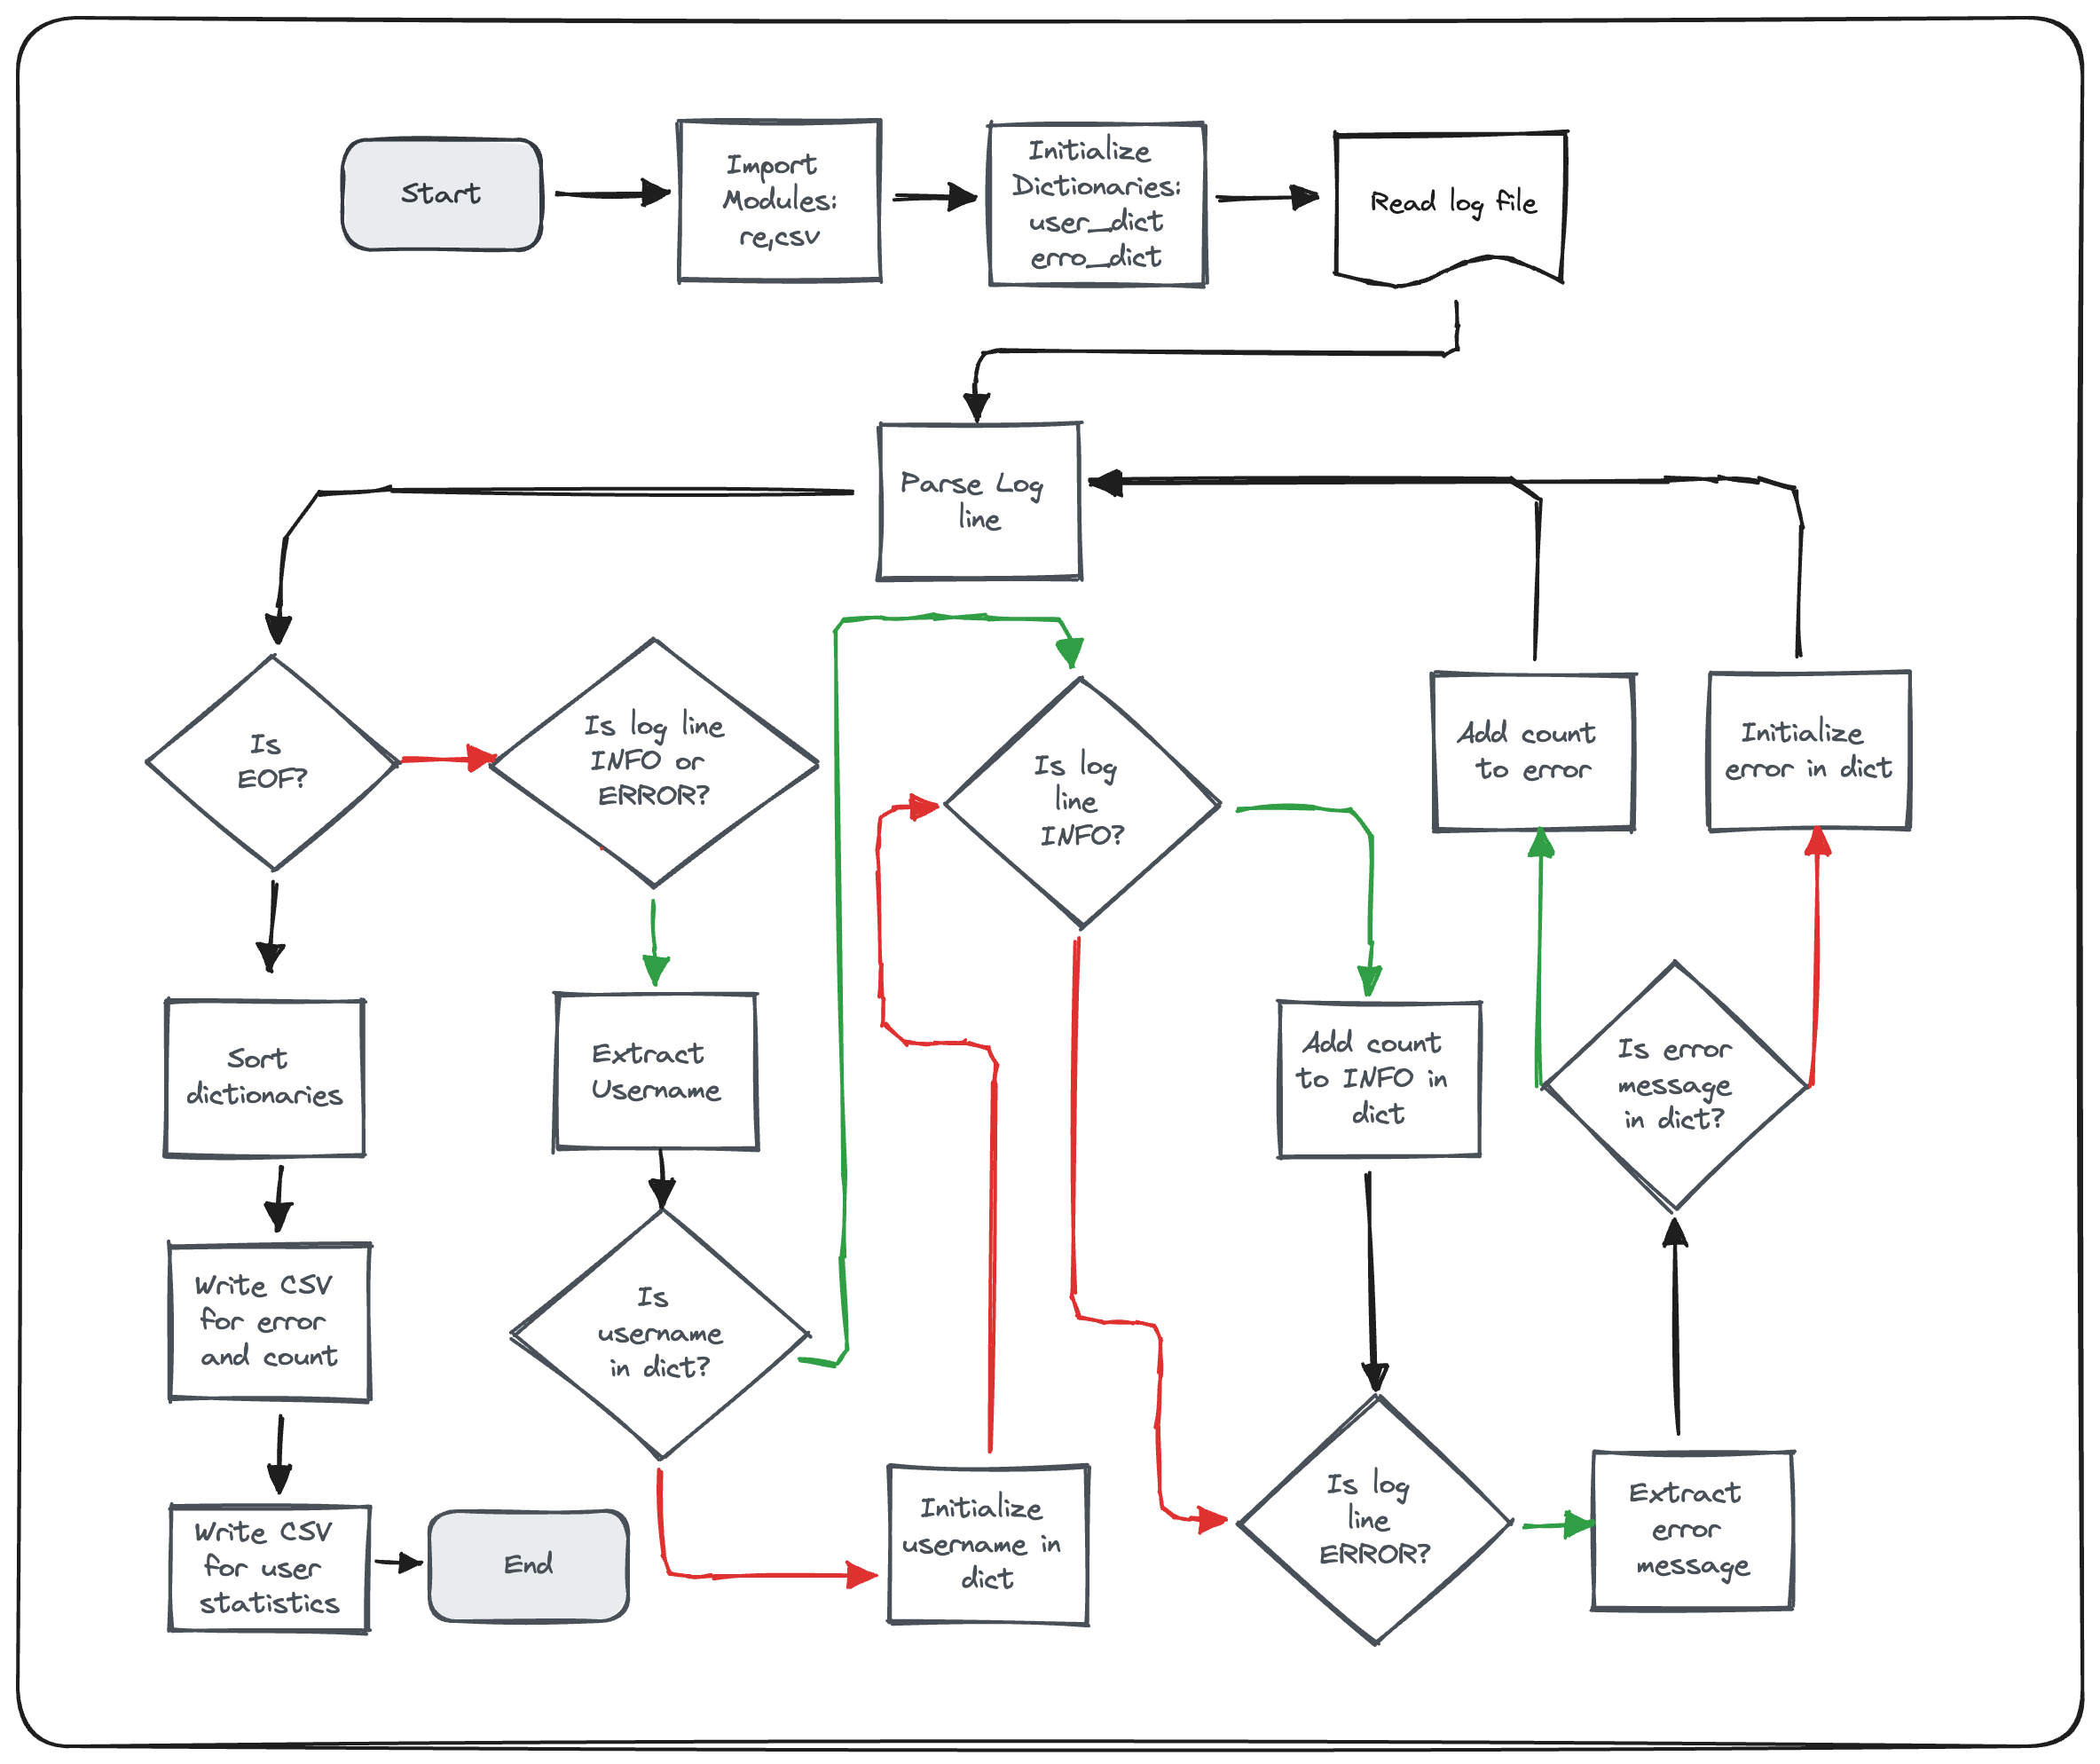 Start
Import
Modules:
re,csv
Initialize
Dictionaries:
user_dict
erro_dict
Read log file
Parse Log
line
Is
EOF?
Is log line
INFO or
ERROR?
Is log
line
INFO?
Add count
to error
Initialize
error in dict
Sort
dictionaries
Extract
Username
Add count
to INFO in
dict
Is error
message
in dict?
Write CSV
for error
and count
Is
username
in dict?
Write CSV
for user
statistics
End
Initialize
username in
dict
Is log
line
ERROR?
Extract
error
message